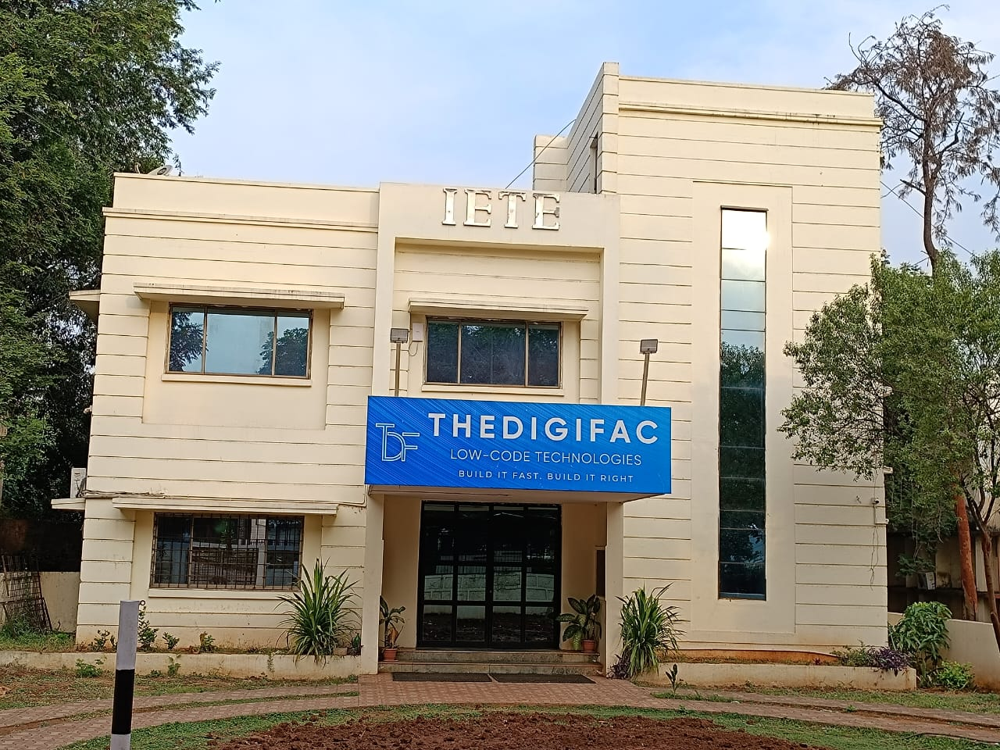 IETE
TDF
THEDIGIFAC
LOW-CODE TECHNOLOGIES
BUILD IT FAST. BUILD IT RIGHT